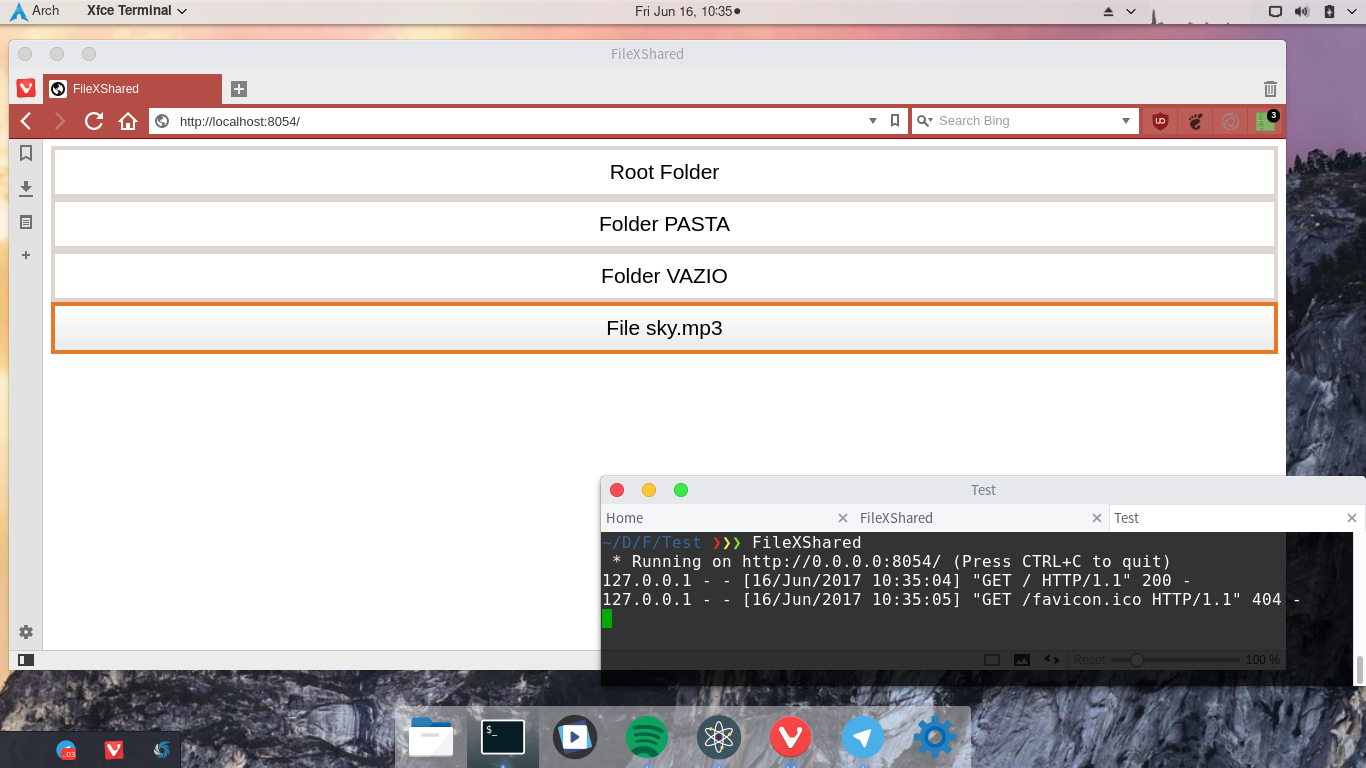 Arch Xfce Terminal Fri Jun 16, 10:35
FileXShared
FileXShared
http://localhost:8054/ Search Bing 3
Root Folder
Folder PASTA
Folder VAZIO
File sky.mp3
Test
Home FileXShared Test
~/D/F/Test ❯❯❯ FileXShared
* Running on http://0.0.0.0:8054/ (Press CTRL+C to quit)
127.0.0.1 - - [16/Jun/2017 10:35:04] "GET / HTTP/1.1" 200 -
127.0.0.1 - - [16/Jun/2017 10:35:05] "GET /favicon.ico HTTP/1.1" 404 -
Reset 100 %
$_